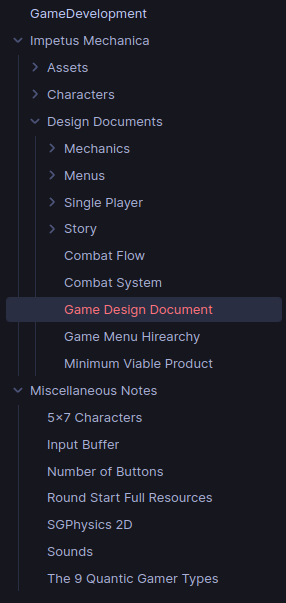 GameDevelopment
Impetus Mechanica
Assets
Characters
Design Documents
Mechanics
Menus
Single Player
Story
Combat Flow
Combat System
Game Design Document
Game Menu Hirearchy
Minimum Viable Product
Miscellaneous Notes
5×7 Characters
Input Buffer
Number of Buttons
Round Start Full Resources
SGPhysics 2D
Sounds
The 9 Quantic Gamer Types